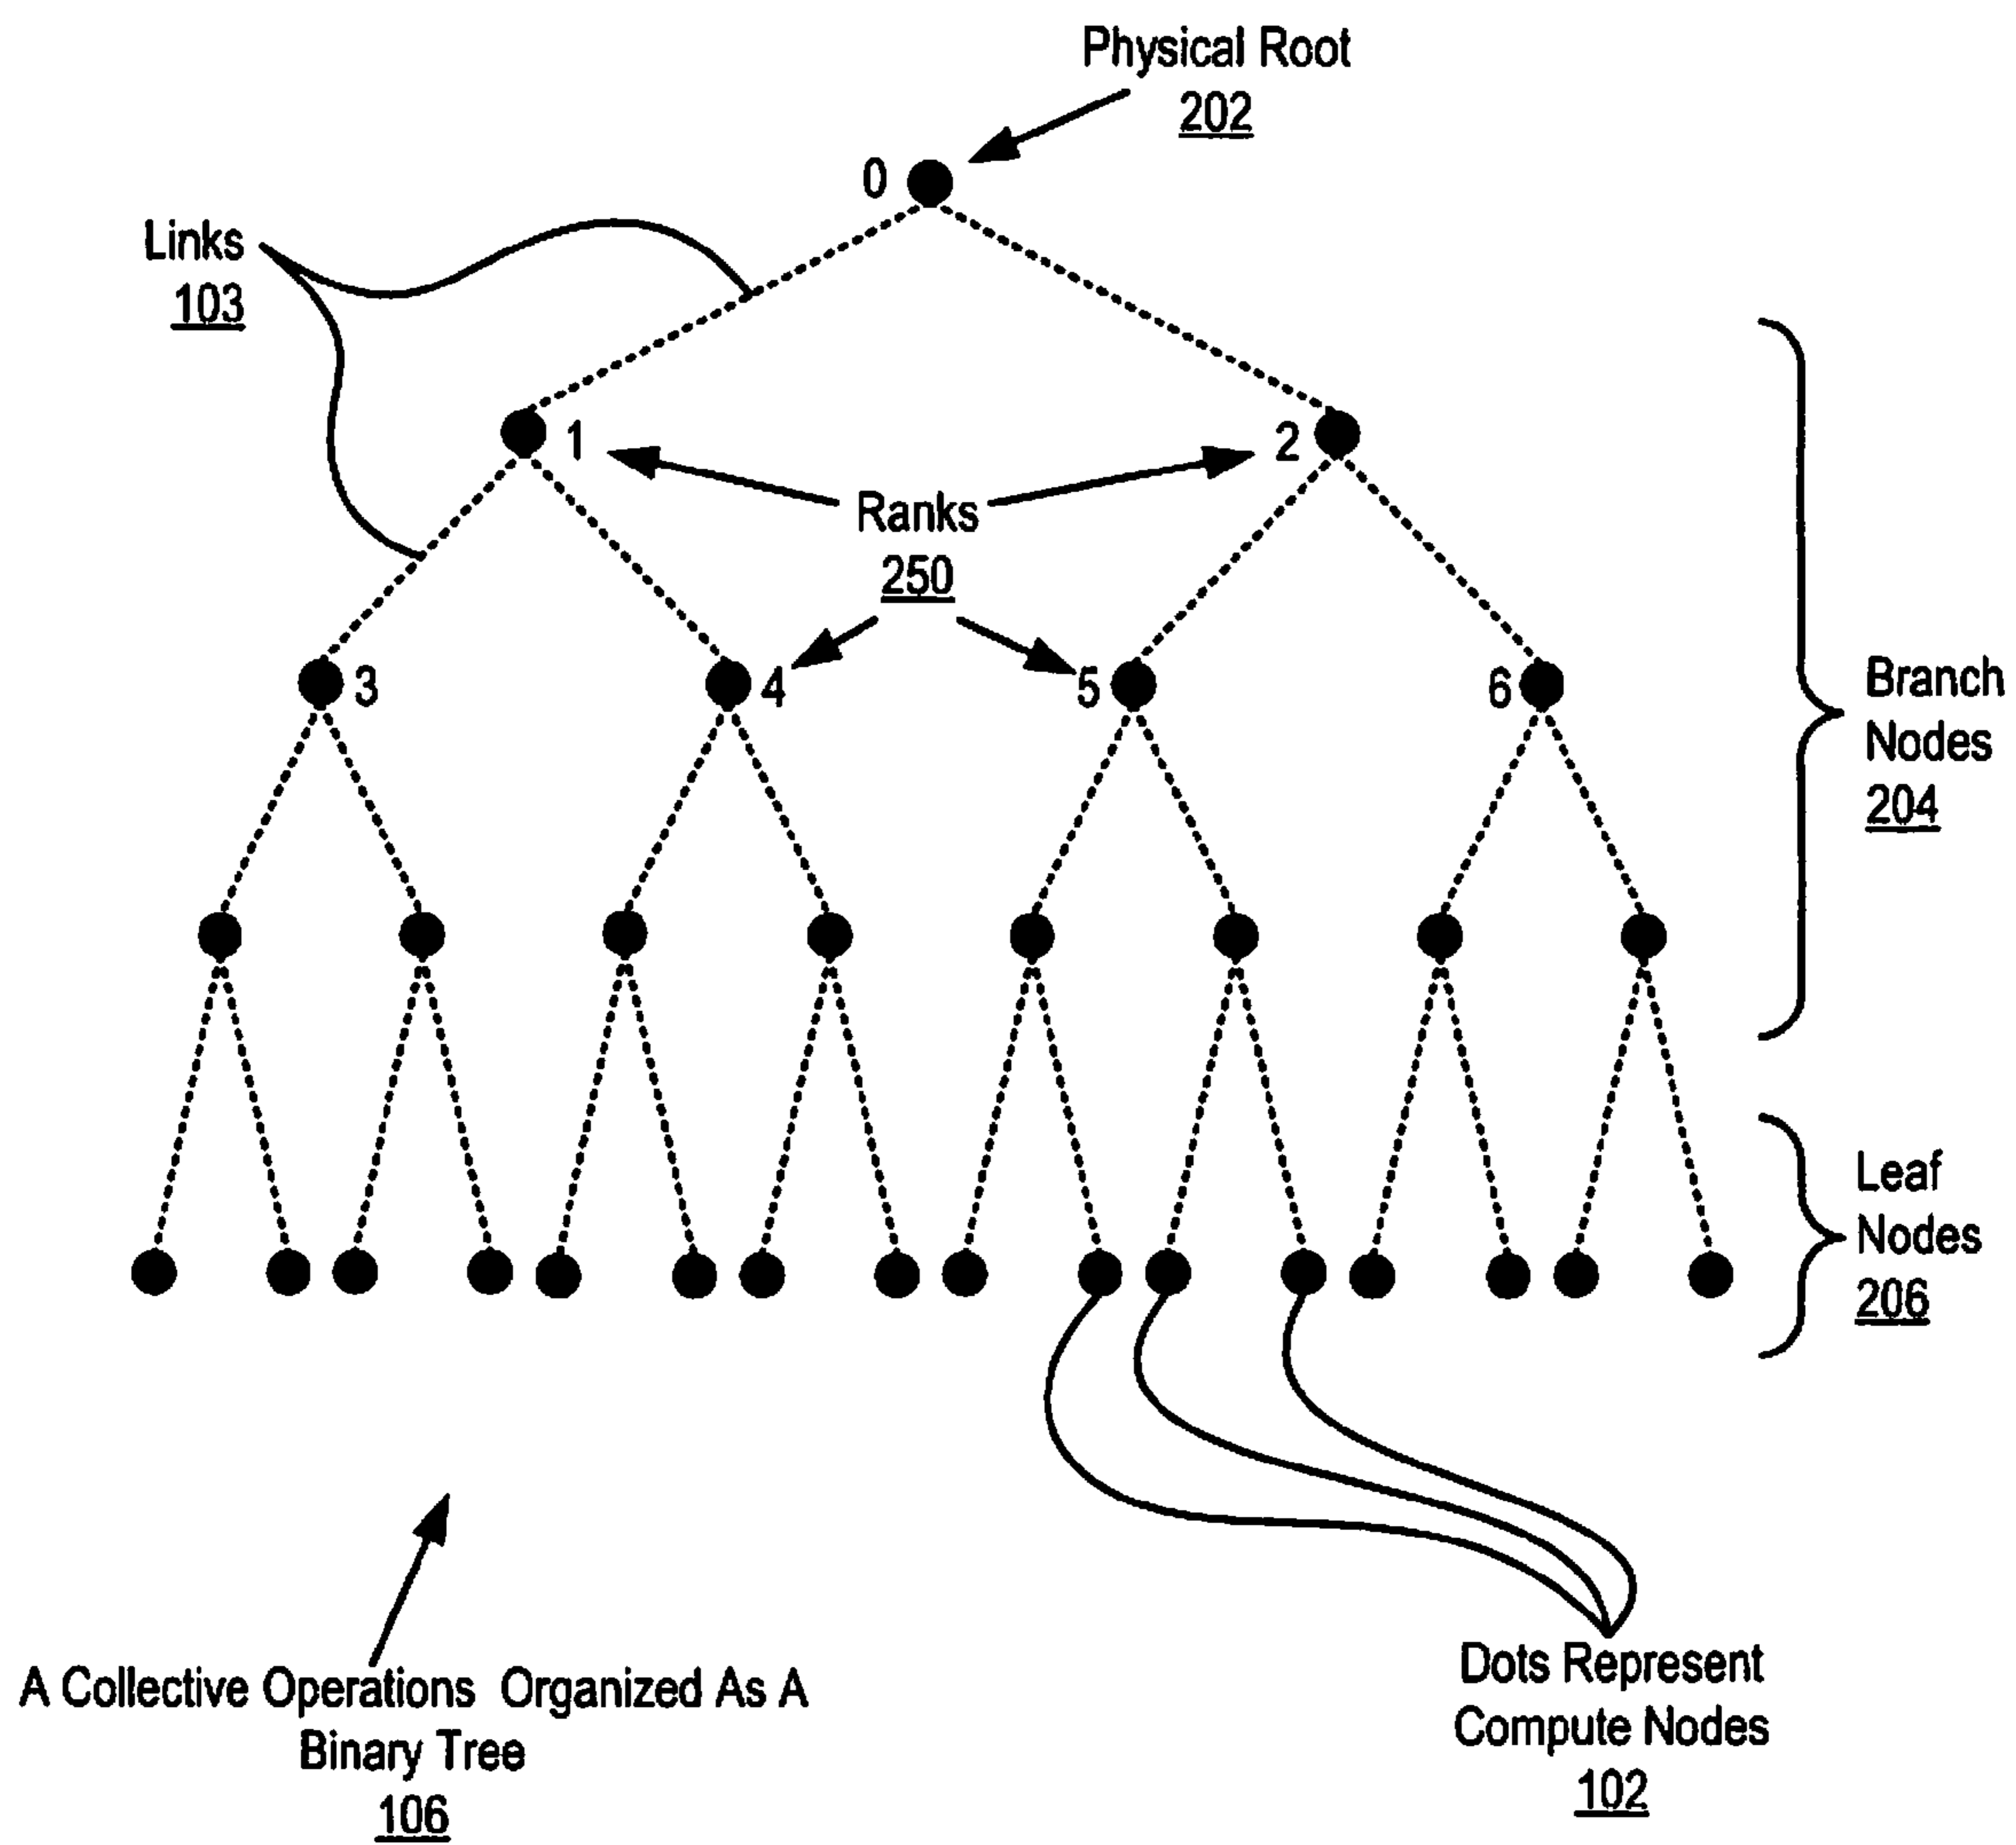 Physical Root
202
0
Links
103
1
2
Ranks
250
3
4
5
6
Branch
Nodes
204
Leaf
Nodes
206
A Collective Operations Organized As A
Binary Tree
106
Dots Represent
Compute Nodes
102